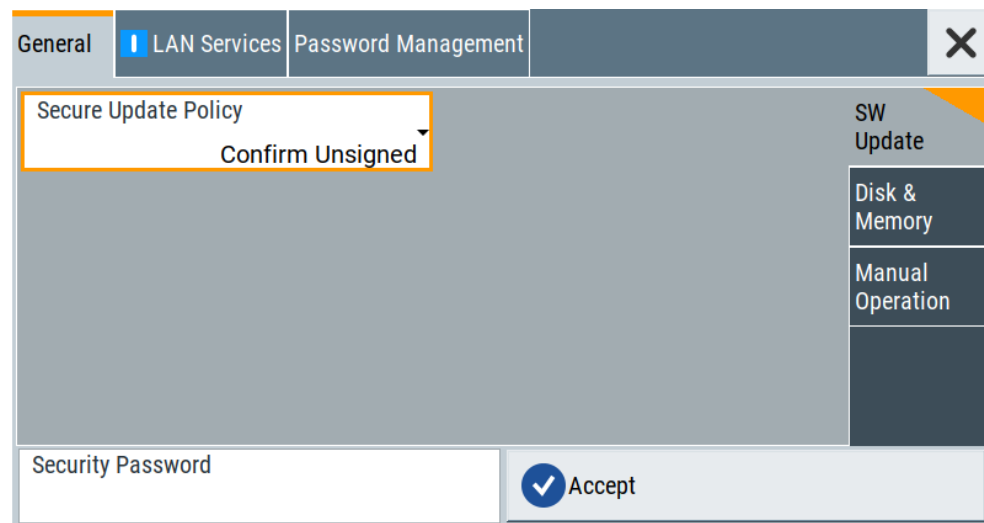 General
LAN Services
Password Management
Secure Update Policy
Confirm Unsigned
SW
Update
Disk &
Memory
Manual
Operation
Security Password
Accept